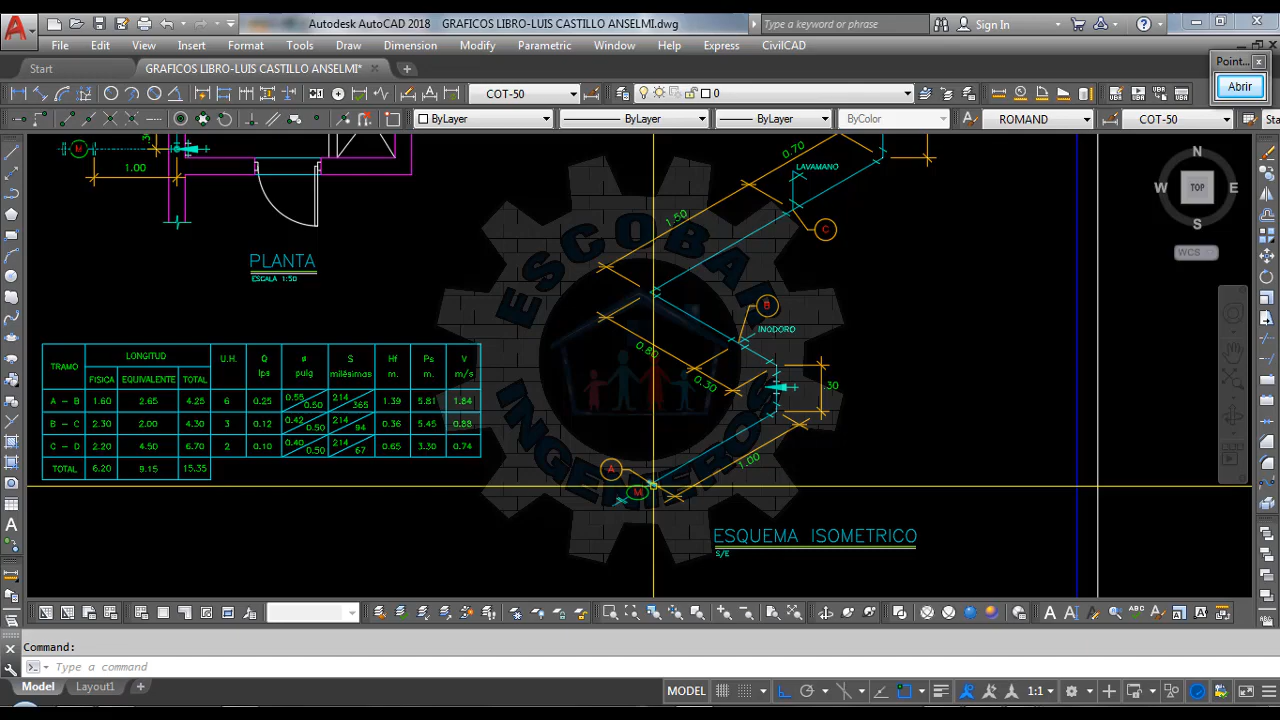 Autodesk AutoCAD 2018 GRAFICOS LIBRO-LUIS CASTILLO ANSELMI.dwg
Type a keyword or phrase
Sign In
File Edit View Insert Format Tools Draw Dimension Modify Parametric Window Help Express CivilCAD
Start
GRAFICOS LIBRO-LUIS CASTILLO ANSELMI*
Point...
Abrir
COT-50
0
ByLayer
ByLayer
ByLayer
ByColor
ROMAND
COT-50
Sta
M
1.00
PLANTA
ESCALA 1:50
0.70
LAVAMANO
1.50
C
B
INODORO
0.80
0.30
.30
A
M
1.00
ESQUEMA ISOMETRICO
S/E
ESCOBAR
INGENIEROS
N
W TOP E
S
WCS
TRAMO LONGITUD U.H. Q lps ø pulg S milésimas Hf m. Ps m. V m/s
FISICA EQUIVALENTE TOTAL
A - B 1.60 2.65 4.25 6 0.25 0.55 0.50 214 365 1.39 5.81 1.84
B - C 2.30 2.00 4.30 3 0.12 0.42 0.50 214 94 0.36 5.45 0.88
C - D 2.20 4.50 6.70 2 0.10 0.40 0.50 214 67 0.65 3.30 0.74
TOTAL 6.20 9.15 15.35
Command:
Type a command
Model Layout1
MODEL
1:1